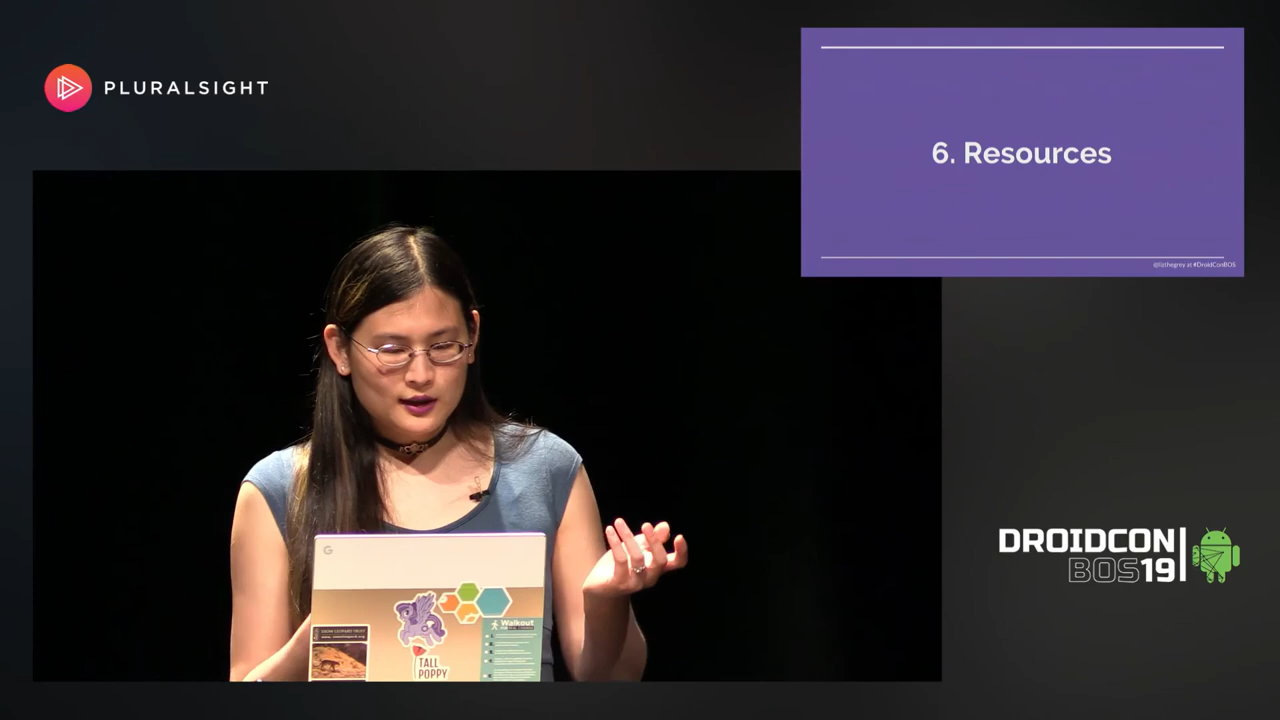 PLURALSIGHT
6. Resources
@lizthegrey at #DroidConBOS
DROIDCON
BOS19
G
Walkout
TALL
POPPY